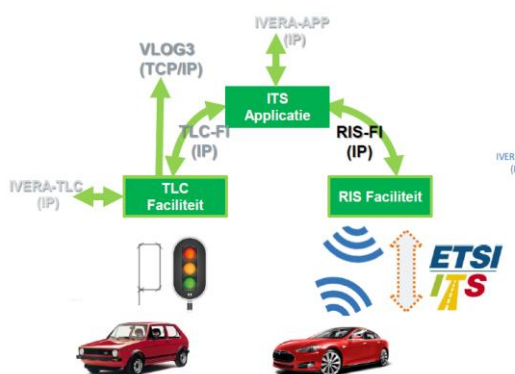 IVERA-APP
(IP)
VLOG3
(TCP/IP)
ITS
Applicatie
TLC-FI
(IP)
RIS-FI
(IP)
IVERA-TLC
(IP)
TLC
Faciliteit
RIS Faciliteit
IVER
(I
ETSI
ITS